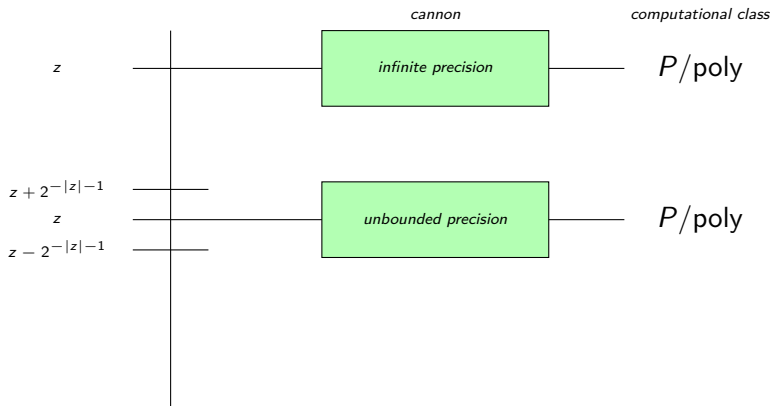 cannon computational class
z infinite precision P/poly
z + 2^{-|z|-1}
z unbounded precision P/poly
z − 2^{-|z|-1}